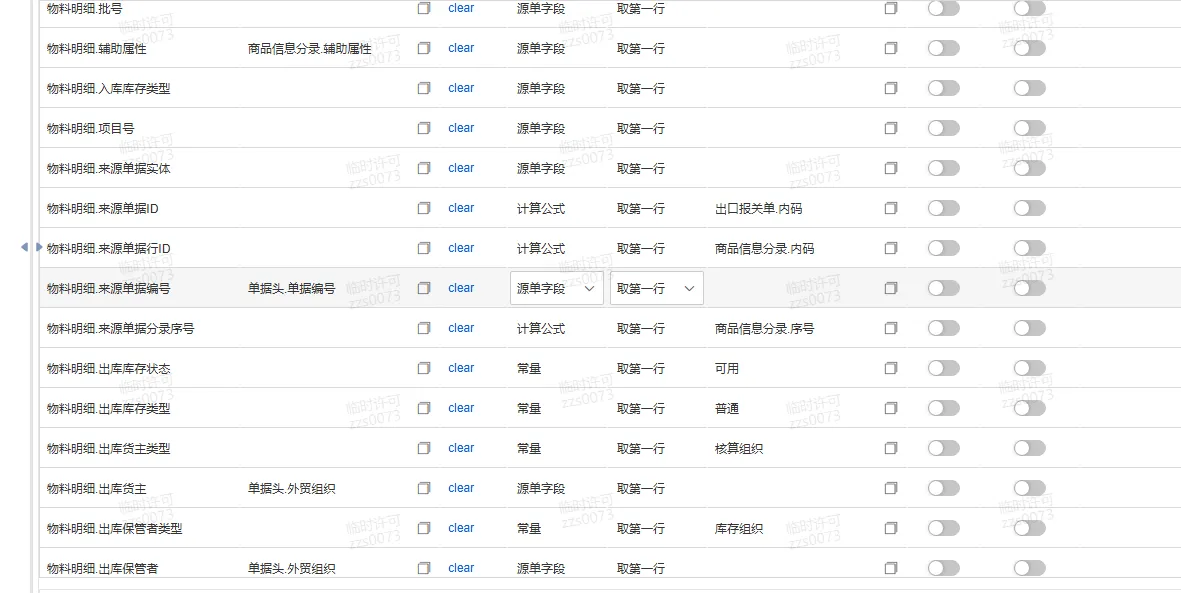 物料明细.批号 clear 源单字段 取第一行
物料明细.辅助属性 商品信息分录.辅助属性 clear 源单字段 取第一行
物料明细.入库库存类型 clear 源单字段 取第一行
物料明细.项目号 clear 源单字段 取第一行
物料明细.来源单据实体 clear 源单字段 取第一行
物料明细.来源单据ID clear 计算公式 取第一行 出口报关单.内码
物料明细.来源单据行ID clear 计算公式 取第一行 商品信息分录.内码
物料明细.来源单据编号 单据头.单据编号 clear 源单字段 取第一行
物料明细.来源单据分录序号 clear 计算公式 取第一行 商品信息分录.序号
物料明细.出库库存状态 clear 常量 取第一行 可用
物料明细.出库库存类型 clear 常量 取第一行 普通
物料明细.出库货主类型 clear 常量 取第一行 核算组织
物料明细.出库货主 单据头.外贸组织 clear 源单字段 取第一行
物料明细.出库保管者类型 clear 常量 取第一行 库存组织
物料明细.出库保管者 单据头.外贸组织 clear 源单字段 取第一行
临时许可
zzs0073